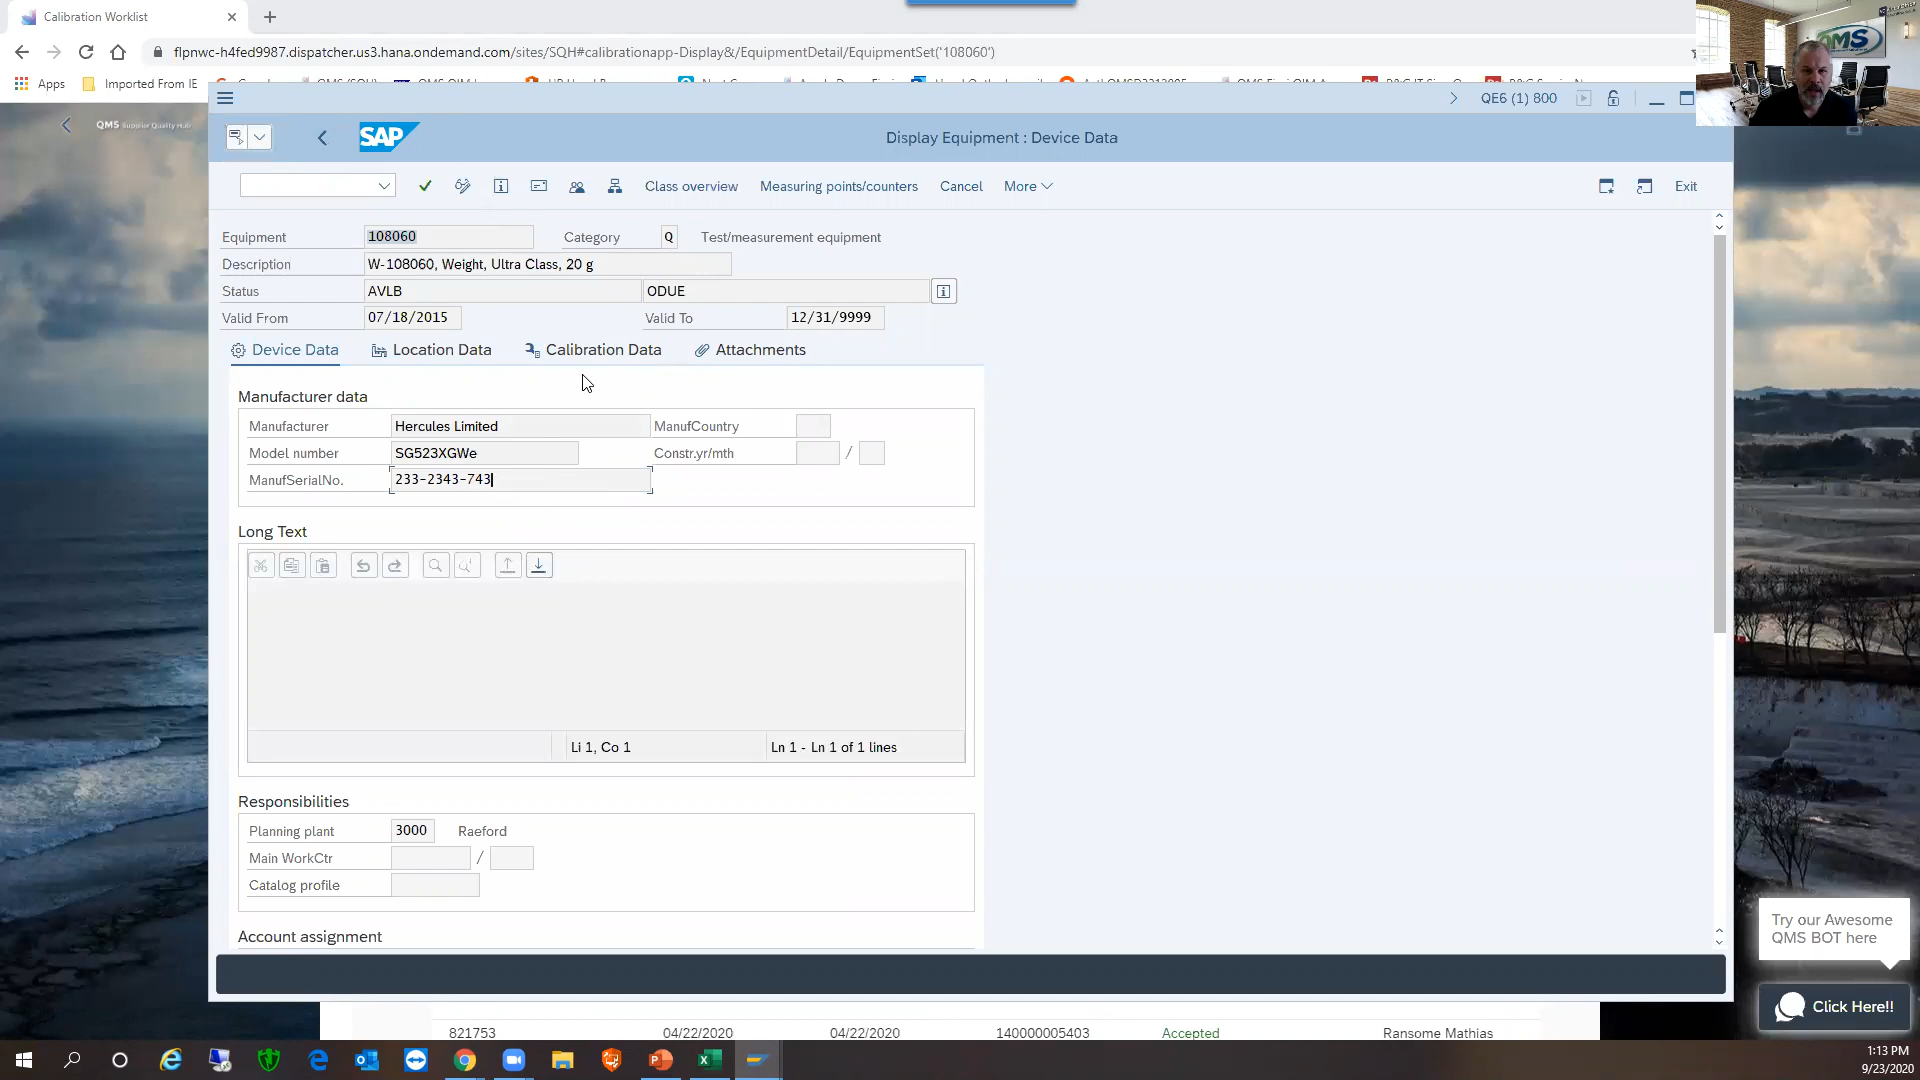 Calibration Worklist
flpnwc-h4fed9987.dispatcher.us3.hana.ondemand.com/sites/SQH#calibrationapp-Display&/EquipmentDetail/EquipmentSet('108060')
Apps Imported From IE
QMS Supplier Quality Hub
QE6 (1) 800
QMS
SAP Display Equipment : Device Data
Class overview Measuring points/counters Cancel More Exit
Equipment 108060 Category Q Test/measurement equipment
Description W-108060, Weight, Ultra Class, 20 g
Status AVLB ODUE
Valid From 07/18/2015 Valid To 12/31/9999
Device Data Location Data Calibration Data Attachments
Manufacturer data
Manufacturer Hercules Limited ManufCountry
Model number SG523XGWe Constr.yr/mth /
ManufSerialNo. 233-2343-743
Long Text
Li 1, Co 1 Ln 1 - Ln 1 of 1 lines
Responsibilities
Planning plant 3000 Raeford
Main WorkCtr /
Catalog profile
Account assignment
Try our Awesome
QMS BOT here
Click Here!!
821753 04/22/2020 04/22/2020 140000005403 Accepted Ransome Mathias
1:13 PM
9/23/2020